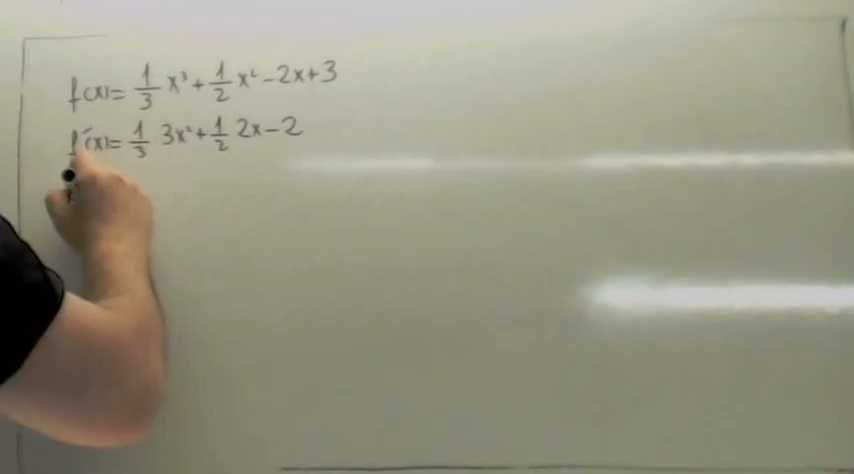 f(x)= 1/3 x³+ 1/2 x² -2x+3
f'(x)= 1/3 3x²+ 1/2 2x-2